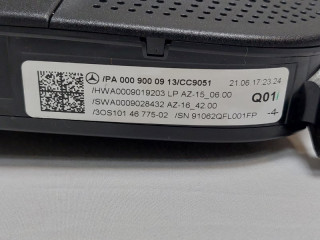 /PA 000 900 09 13/CC9051 21.06 17:23:24
/HWA0009019203 LP AZ-15_06.00 Q01/
/SWA0009028432 AZ-16_42.00
/3OS101 46 775-02 /SN 91062QFL001FP -4-